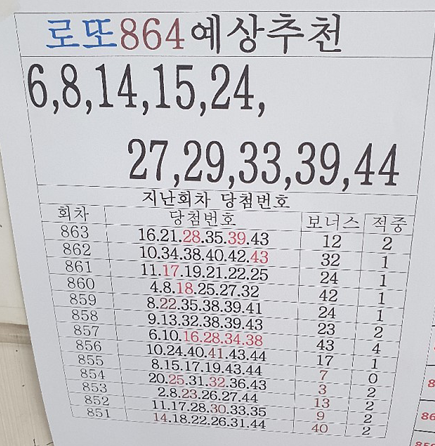 로또864예상추천
6,8,14,15,24,
27,29,33,39,44
지난회차 당첨번호
회차 당첨번호 보너스 적중
863 16.21.28.35.39.43 12 2
862 10.34.38.40.42.43 32 1
861 11.17.19.21.22.25 24 1
860 4.8.18.25.27.32 42 1
859 8.22.35.38.39.41 24 1
858 9.13.32.38.39.43 23 2
857 6.10.16.28.34.38 43 4
856 10.24.40.41.43.44 17 1
855 8.15.17.19.43.44 7 0
854 20.25.31.32.36.43 3 2
853 2.8.23.26.27.44 13 2
852 11.17.28.30.33.35 9 2
851 14.18.22.26.31.44 40 2